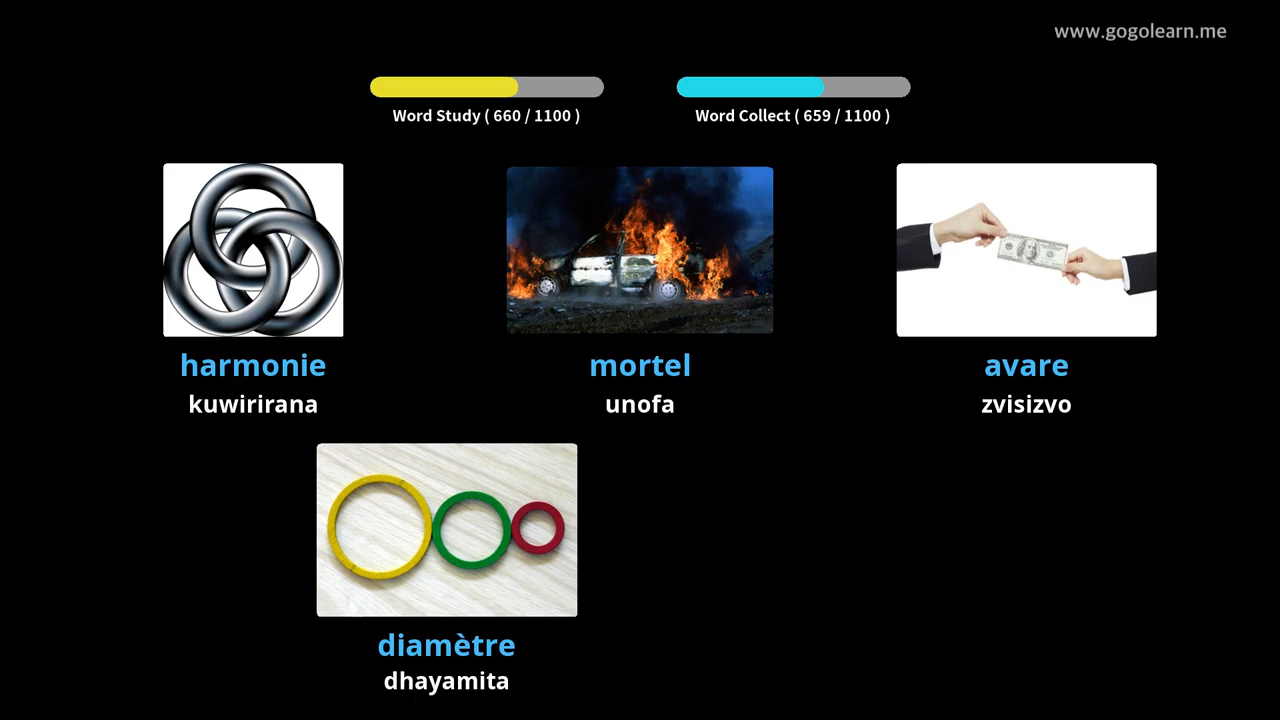 www.gogolearn.me
Word Study ( 660 / 1100 )
Word Collect ( 659 / 1100 )
harmonie
kuwirirana
mortel
unofa
avare
zvisizvo
diamètre
dhayamita